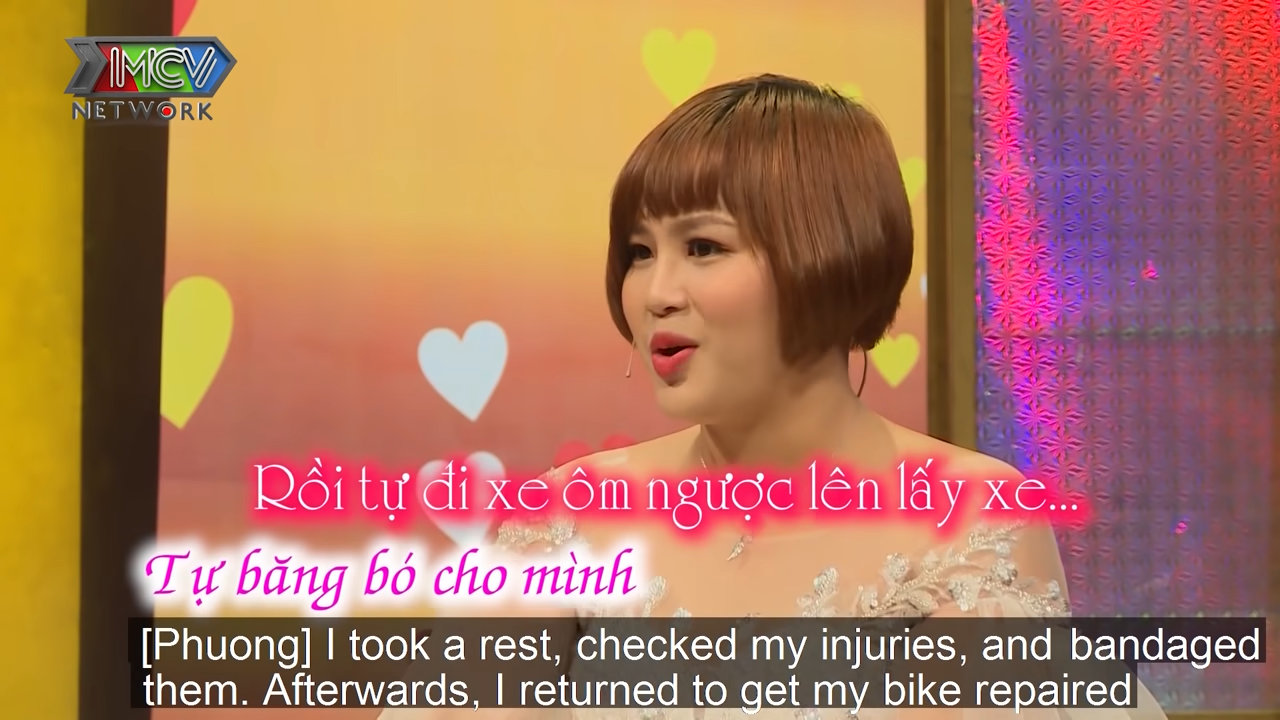 MCV
NETWORK
Rồi tự đi xe ôm ngược lên lấy xe...
Tự băng bó cho mình
[Phuong] I took a rest, checked my injuries, and bandaged
them. Afterwards, I returned to get my bike repaired